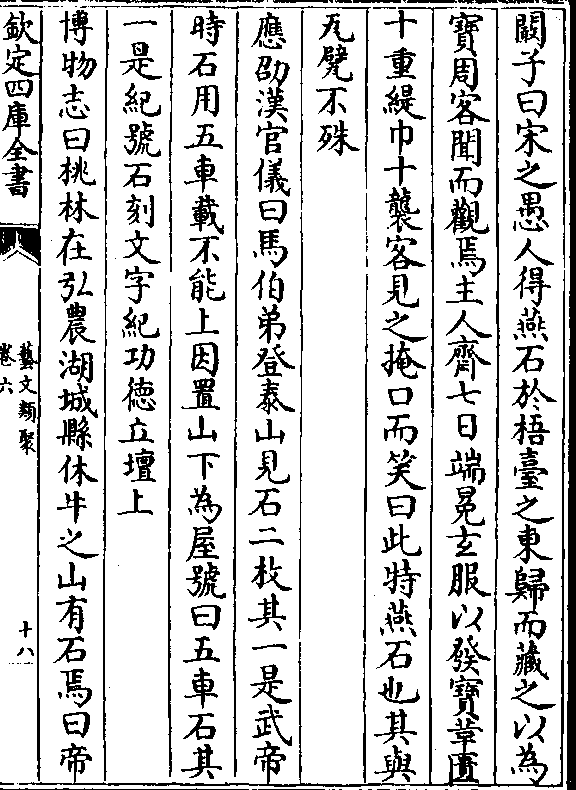 闞子曰宋之愚人得燕石於梧臺之東歸而藏之以為
寶周客聞而觀焉主人齋七日端冕玄服以發寶革匱
十重緹巾十襲客見之掩口而笑曰此特燕石也其與
瓦甓不殊
應劭漢官儀曰馬伯弟登泰山見石二枚其一是武帝
時石用五車載不能上因置山下為屋號曰五車石其
一是紀號石刻文字紀功德立壇上
博物志曰桃林在弘農湖城縣休牛之山有石焉曰帝
欽定四庫全書
藝文類聚
卷六
十八